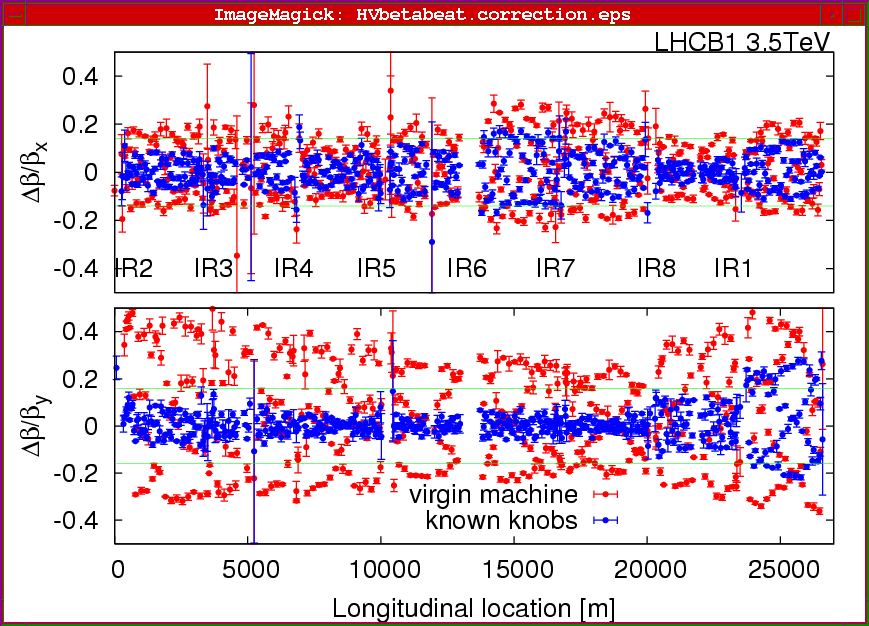 ImageMagick: HVbetabeat.correction.eps
LHCB1 3.5TeV
0.4
0.2
0
-0.2
-0.4
Δβ/βx
IR2 IR3 IR4 IR5 IR6 IR7 IR8 IR1
0.4
0.2
0
-0.2
-0.4
Δβ/βy
virgin machine
known knobs
0 5000 10000 15000 20000 25000
Longitudinal location [m]